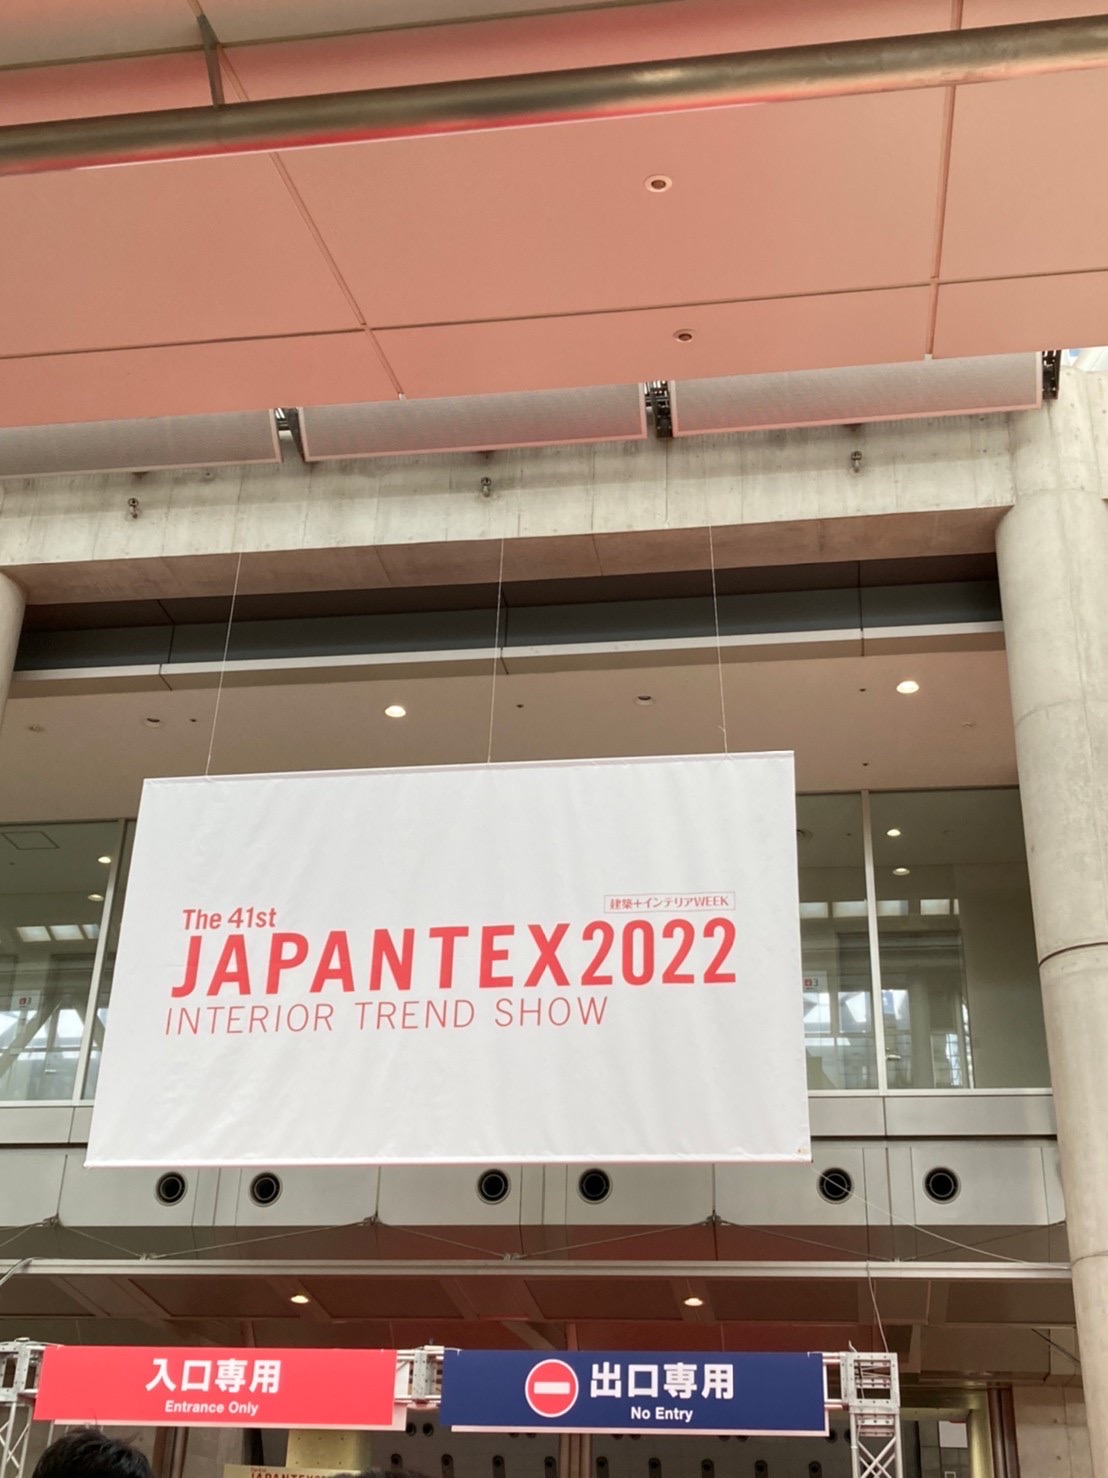 The 41st
建築+インテリアWEEK
JAPANTEX2022
INTERIOR TREND SHOW
入口専用
Entrance Only
出口専用
No Entry